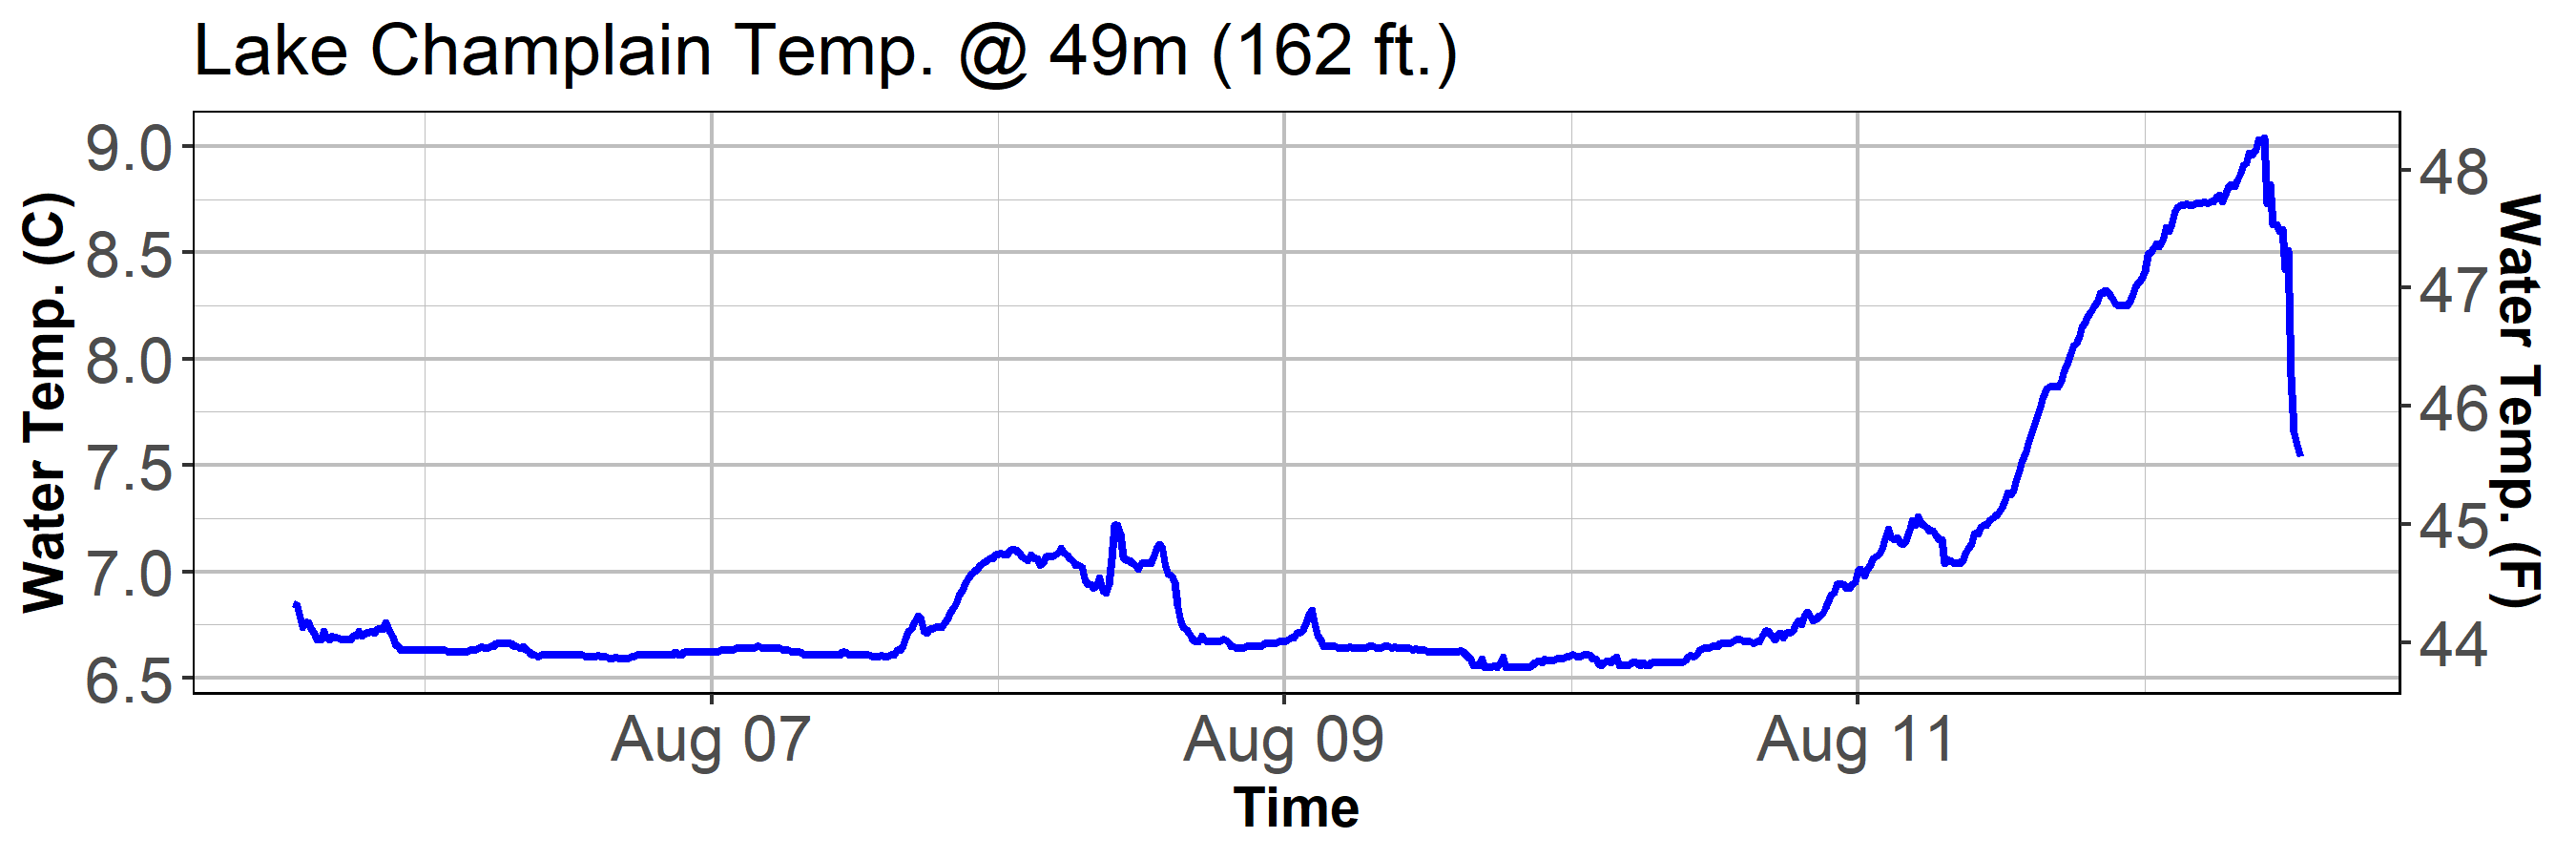 Lake Champlain Temp. @ 49m (162 ft.)
Water Temp. (C)
9.0
8.5
8.0
7.5
7.0
6.5
48
47
46
45
44
Water Temp. (F)
Aug 07 Aug 09 Aug 11
Time